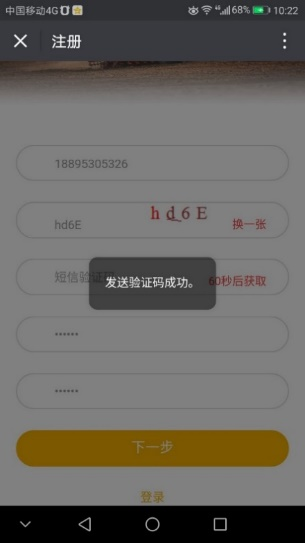 中国移动4G 68% 10:22
注册
18895305326
hd6E hd6E 换一张
短信验证码 60秒后获取
发送验证码成功。
••••••
••••••
下一步
登录